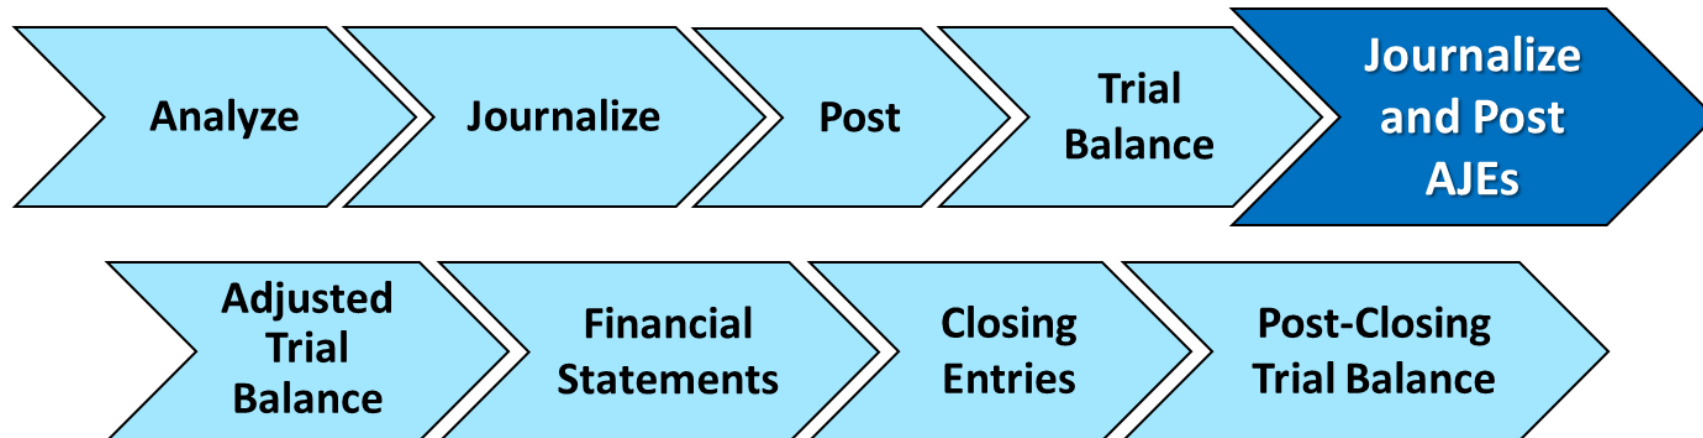 Analyze
Journalize
Post
Trial
Balance
Journalize
and Post
AJEs
Adjusted
Trial
Balance
Financial
Statements
Closing
Entries
Post-Closing
Trial Balance